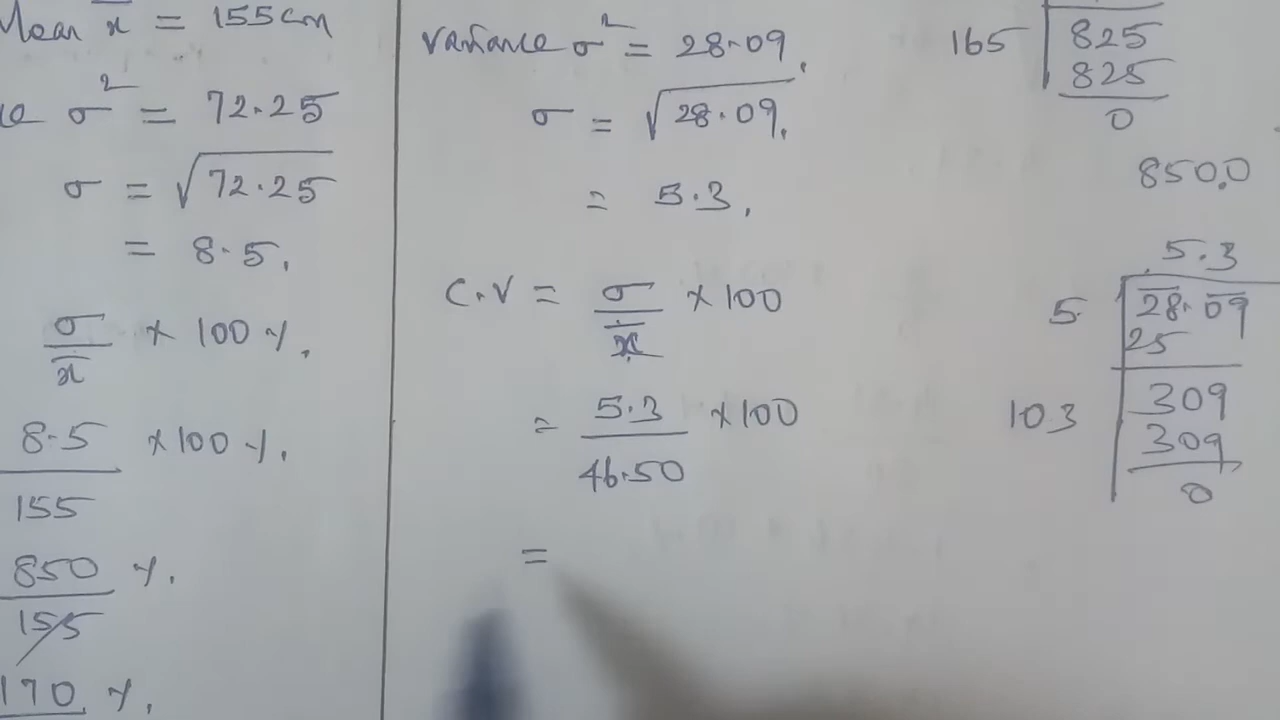 Mean x̄ = 155 cm
ce σ² = 72.25
σ = √72.25
= 8.5.
σ/x̄ × 100 %.
8.5/155 × 100 %.
850/155 %.
170 %.
Variance σ² = 28.09.
σ = √28.09.
= 5.3.
C.V = σ/x̄ × 100
= 5.3/46.50 × 100
=
165 825
825
0
850.0
5.3
5 28.09
25
103 309
309
0